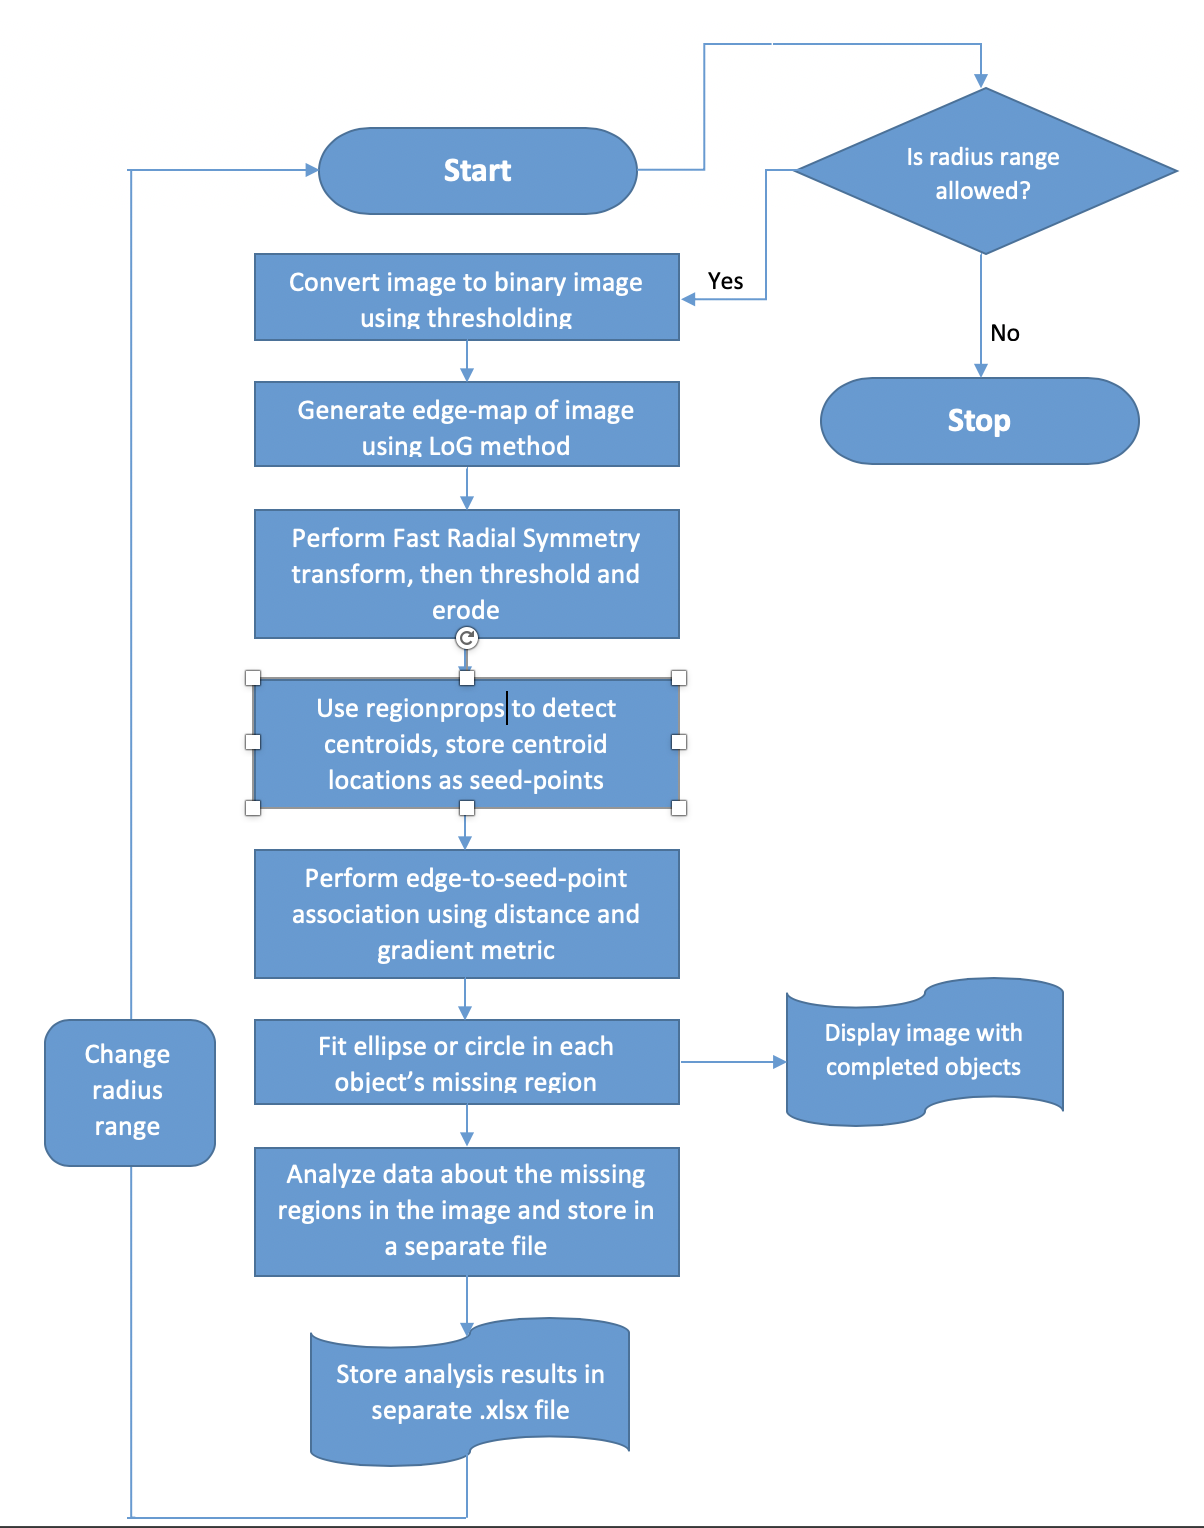 Start
Is radius range
allowed?
Yes
No
Stop
Convert image to binary image
using thresholding
Generate edge-map of image
using LoG method
Perform Fast Radial Symmetry
transform, then threshold and
erode
Use regionprops to detect
centroids, store centroid
locations as seed-points
Perform edge-to-seed-point
association using distance and
gradient metric
Fit ellipse or circle in each
object’s missing region
Display image with
completed objects
Change
radius
range
Analyze data about the missing
regions in the image and store in
a separate file
Store analysis results in
separate .xlsx file